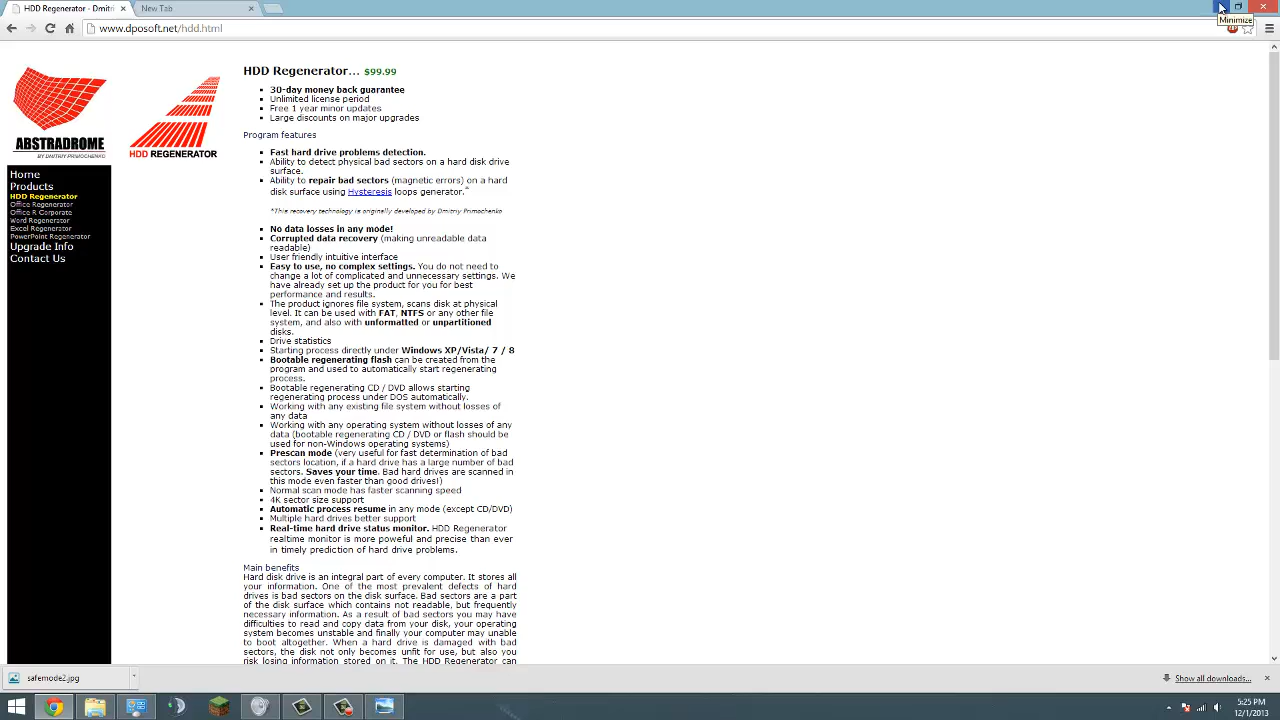 HDD Regenerator - Dmitri
New Tab
Minimize
www.dposoft.net/hdd.html
ABSTRADROME
BY DMITRIY PRIMOCHENKO
HDD REGENERATOR
Home
Products
HDD Regenerator
Office Regenerator
Office R Corporate
Word Regenerator
Excel Regenerator
PowerPoint Regenerator
Upgrade Info
Contact Us
HDD Regenerator... $99.99
30-day money back guarantee
Unlimited license period
Free 1 year minor updates
Large discounts on major upgrades
Program features
Fast hard drive problems detection.
Ability to detect physical bad sectors on a hard disk drive
surface.
Ability to repair bad sectors (magnetic errors) on a hard
disk surface using Hysteresis loops generator.*
*This recovery technology is originally developed by Dmitriy Primochenko
No data losses in any mode!
Corrupted data recovery (making unreadable data
readable)
User friendly intuitive interface
Easy to use, no complex settings. You do not need to
change a lot of complicated and unnecessary settings. We
have already set up the product for you for best
performance and results.
The product ignores file system, scans disk at physical
level. It can be used with FAT, NTFS or any other file
system, and also with unformatted or unpartitioned
disks.
Drive statistics
Starting process directly under Windows XP/Vista/ 7 / 8
Bootable regenerating flash can be created from the
program and used to automatically start regenerating
process.
Bootable regenerating CD / DVD allows starting
regenerating process under DOS automatically.
Working with any existing file system without losses of
any data
Working with any operating system without losses of any
data (bootable regenerating CD / DVD or flash should be
used for non-Windows operating systems)
Prescan mode (very useful for fast determination of bad
sectors location, if a hard drive has a large number of bad
sectors. Saves your time. Bad hard drives are scanned in
this mode even faster than good drives!)
Normal scan mode has faster scanning speed
4K sector size support
Automatic process resume in any mode (except CD/DVD)
Multiple hard drives better support
Real-time hard drive status monitor. HDD Regenerator
realtime monitor is more powerful and precise than ever
in timely prediction of hard drive problems.
Main benefits
Hard disk drive is an integral part of every computer. It stores all
your information. One of the most prevalent defects of hard
drives is bad sectors on the disk surface. Bad sectors are a part
of the disk surface which contains not readable, but frequently
necessary information. As a result of bad sectors you may have
difficulties to read and copy data from your disk, your operating
system becomes unstable and finally your computer may unable
to boot altogether. When a hard drive is damaged with bad
sectors, the disk not only becomes unfit for use, but also you
risk losing information stored on it. The HDD Regenerator can
safemode2.jpg
Show all downloads...
5:25 PM
12/1/2013